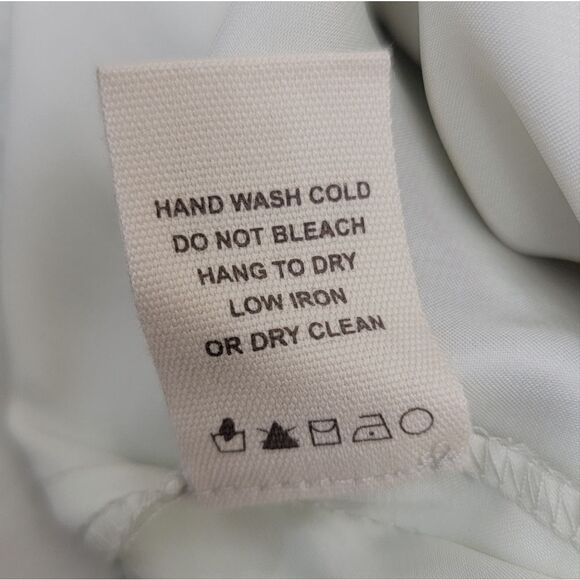 HAND WASH COLD
DO NOT BLEACH
HANG TO DRY
LOW IRON
OR DRY CLEAN